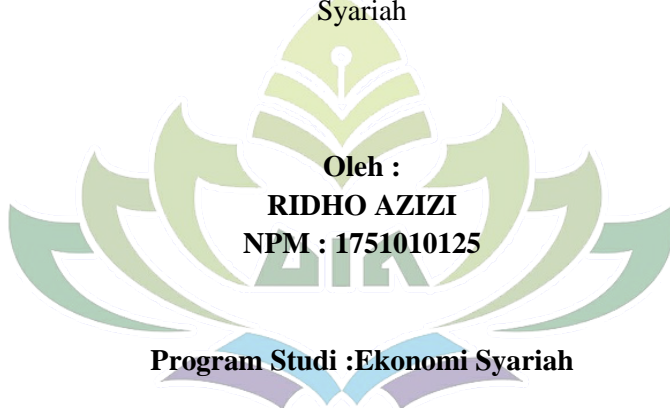 Syariah
Oleh :
RIDHO AZIZI
NPM : 1751010125
Program Studi :Ekonomi Syariah